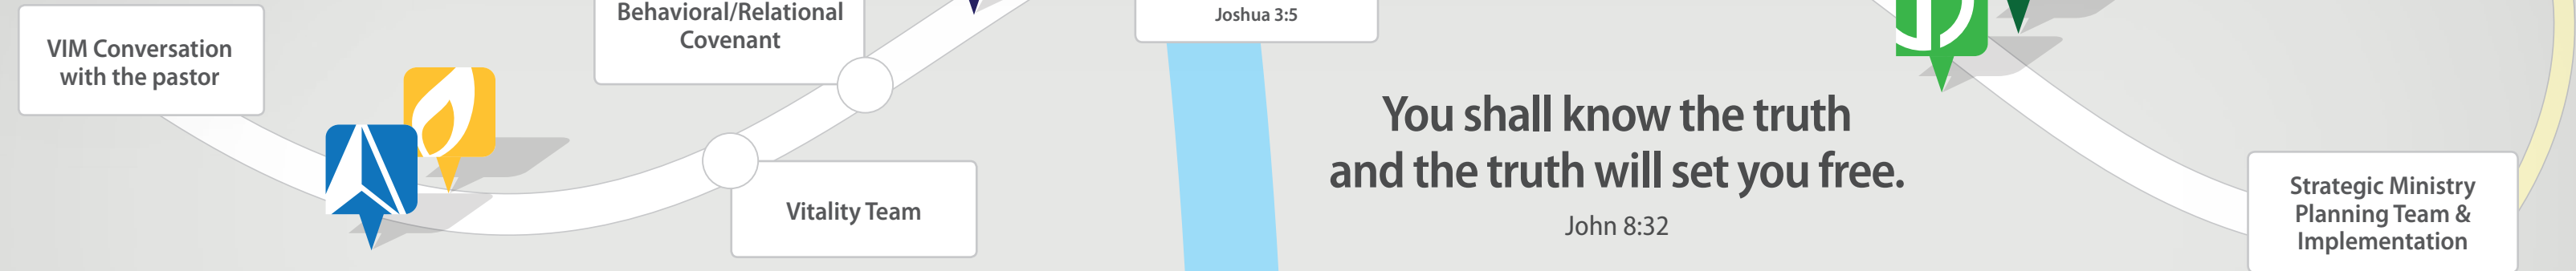 VIM Conversation
with the pastor
Behavioral/Relational
Covenant
Vitality Team
Joshua 3:5
You shall know the truth
and the truth will set you free.
John 8:32
Strategic Ministry
Planning Team &
Implementation